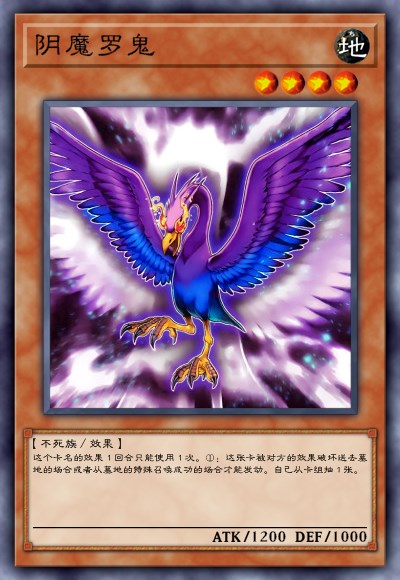 阴魔罗鬼
地
【不死族／效果】
这个卡名的效果1回合只能使用1次。①：这张卡被对方的效果破坏送去墓
地的场合或者从墓地的特殊召唤成功的场合才能发动。自己从卡组抽1张。
ATK/1200 DEF/1000